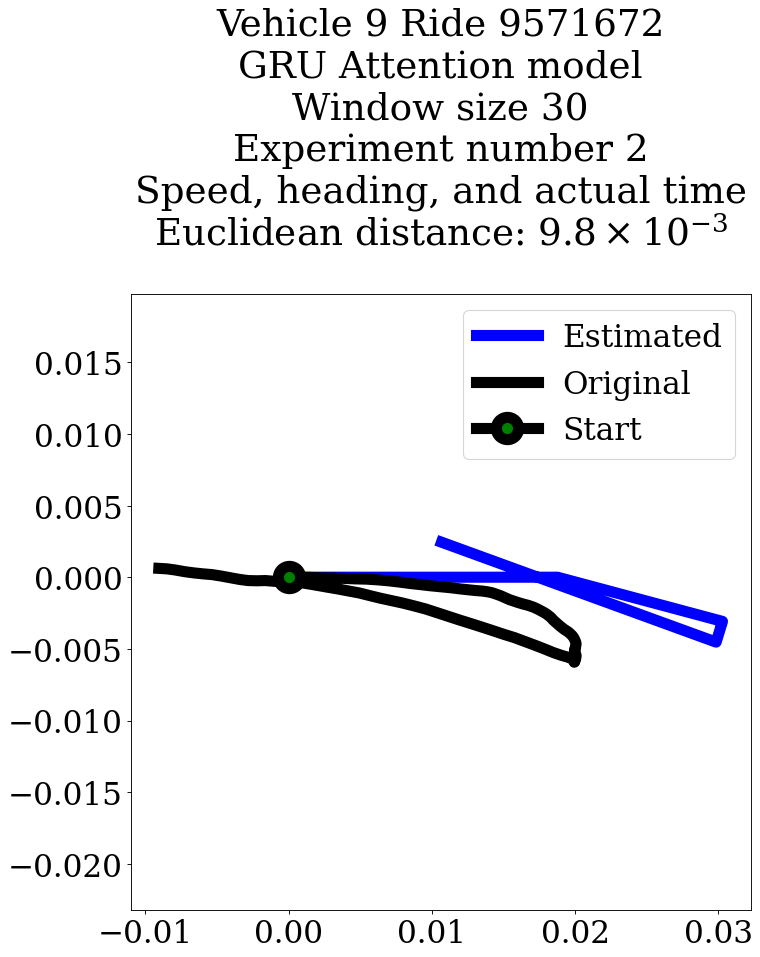 Vehicle 9 Ride 9571672
GRU Attention model
Window size 30
Experiment number 2
Speed, heading, and actual time
Euclidean distance: 9.8 × 10⁻³
Estimated
Original
Start
0.015
0.010
0.005
0.000
−0.005
−0.010
−0.015
−0.020
−0.01
0.00
0.01
0.02
0.03